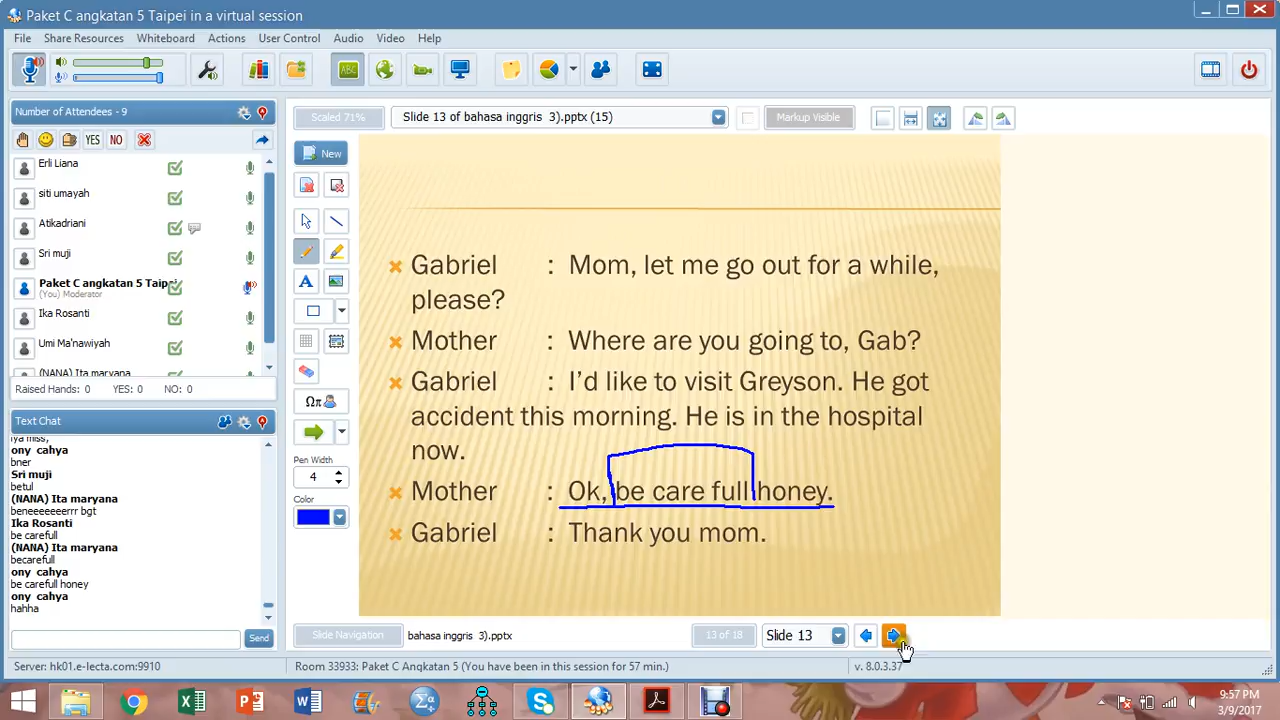 Paket C angkatan 5 Taipei in a virtual session
File Share Resources Whiteboard Actions User Control Audio Video Help
Number of Attendees - 9
YES NO
Erli Liana
siti umayah
Atikadriani
Sri muji
Paket C angkatan 5 Taipei
(You) Moderator
Ika Rosanti
Umi Ma'nawiyah
(NANA) Ita maryana
Raised Hands: 0 YES: 0 NO: 0
Text Chat
iya miss,
ony cahya
bner
Sri muji
betul
(NANA) Ita maryana
beneeeeeerrr bgt
Ika Rosanti
be carefull
(NANA) Ita maryana
becarefull
be carefull honey
ony cahya
hahha
Send
Scaled 71% Slide 13 of bahasa inggris 3).pptx (15) Markup Visible
New
ABC
A
Ωπ
Pen Width
4
Color
Gabriel : Mom, let me go out for a while,
please?
Mother : Where are you going to, Gab?
Gabriel : I'd like to visit Greyson. He got
accident this morning. He is in the hospital
now.
Mother : Ok, be care full honey.
Gabriel : Thank you mom.
Slide Navigation bahasa inggris 3).pptx 13 of 18 Slide 13
Server: hk01.e-lecta.com:9910 Room 33933: Paket C Angkatan 5 (You have been in this session for 57 min.) v. 8.0.3.37
9:57 PM
3/9/2017